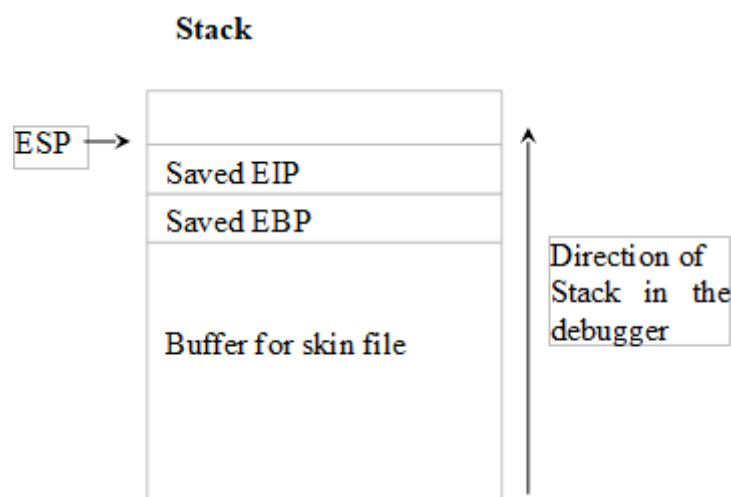 Stack
ESP
Saved EIP
Saved EBP
Buffer for skin file
Direction of
Stack in the
debugger